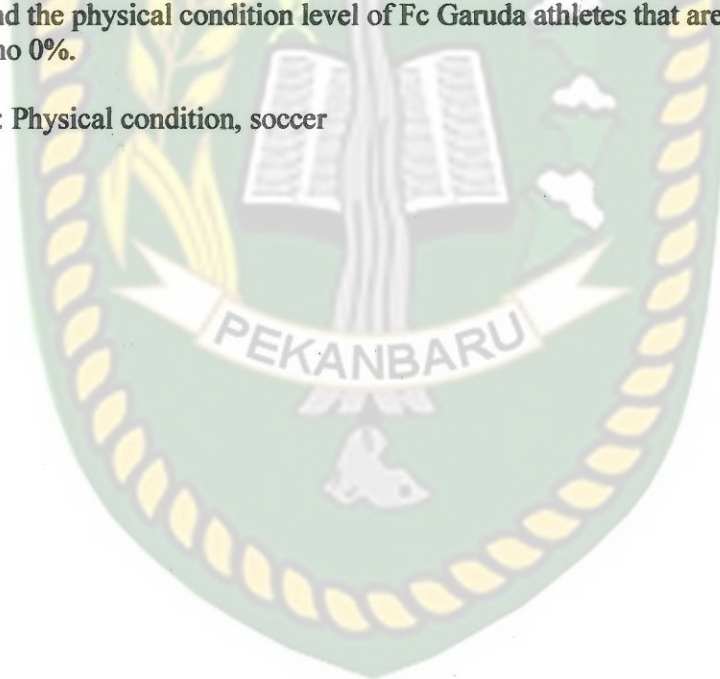 nd the physical condition level of Fc Garuda athletes that are
no 0%.
: Physical condition, soccer
PEKANBARU